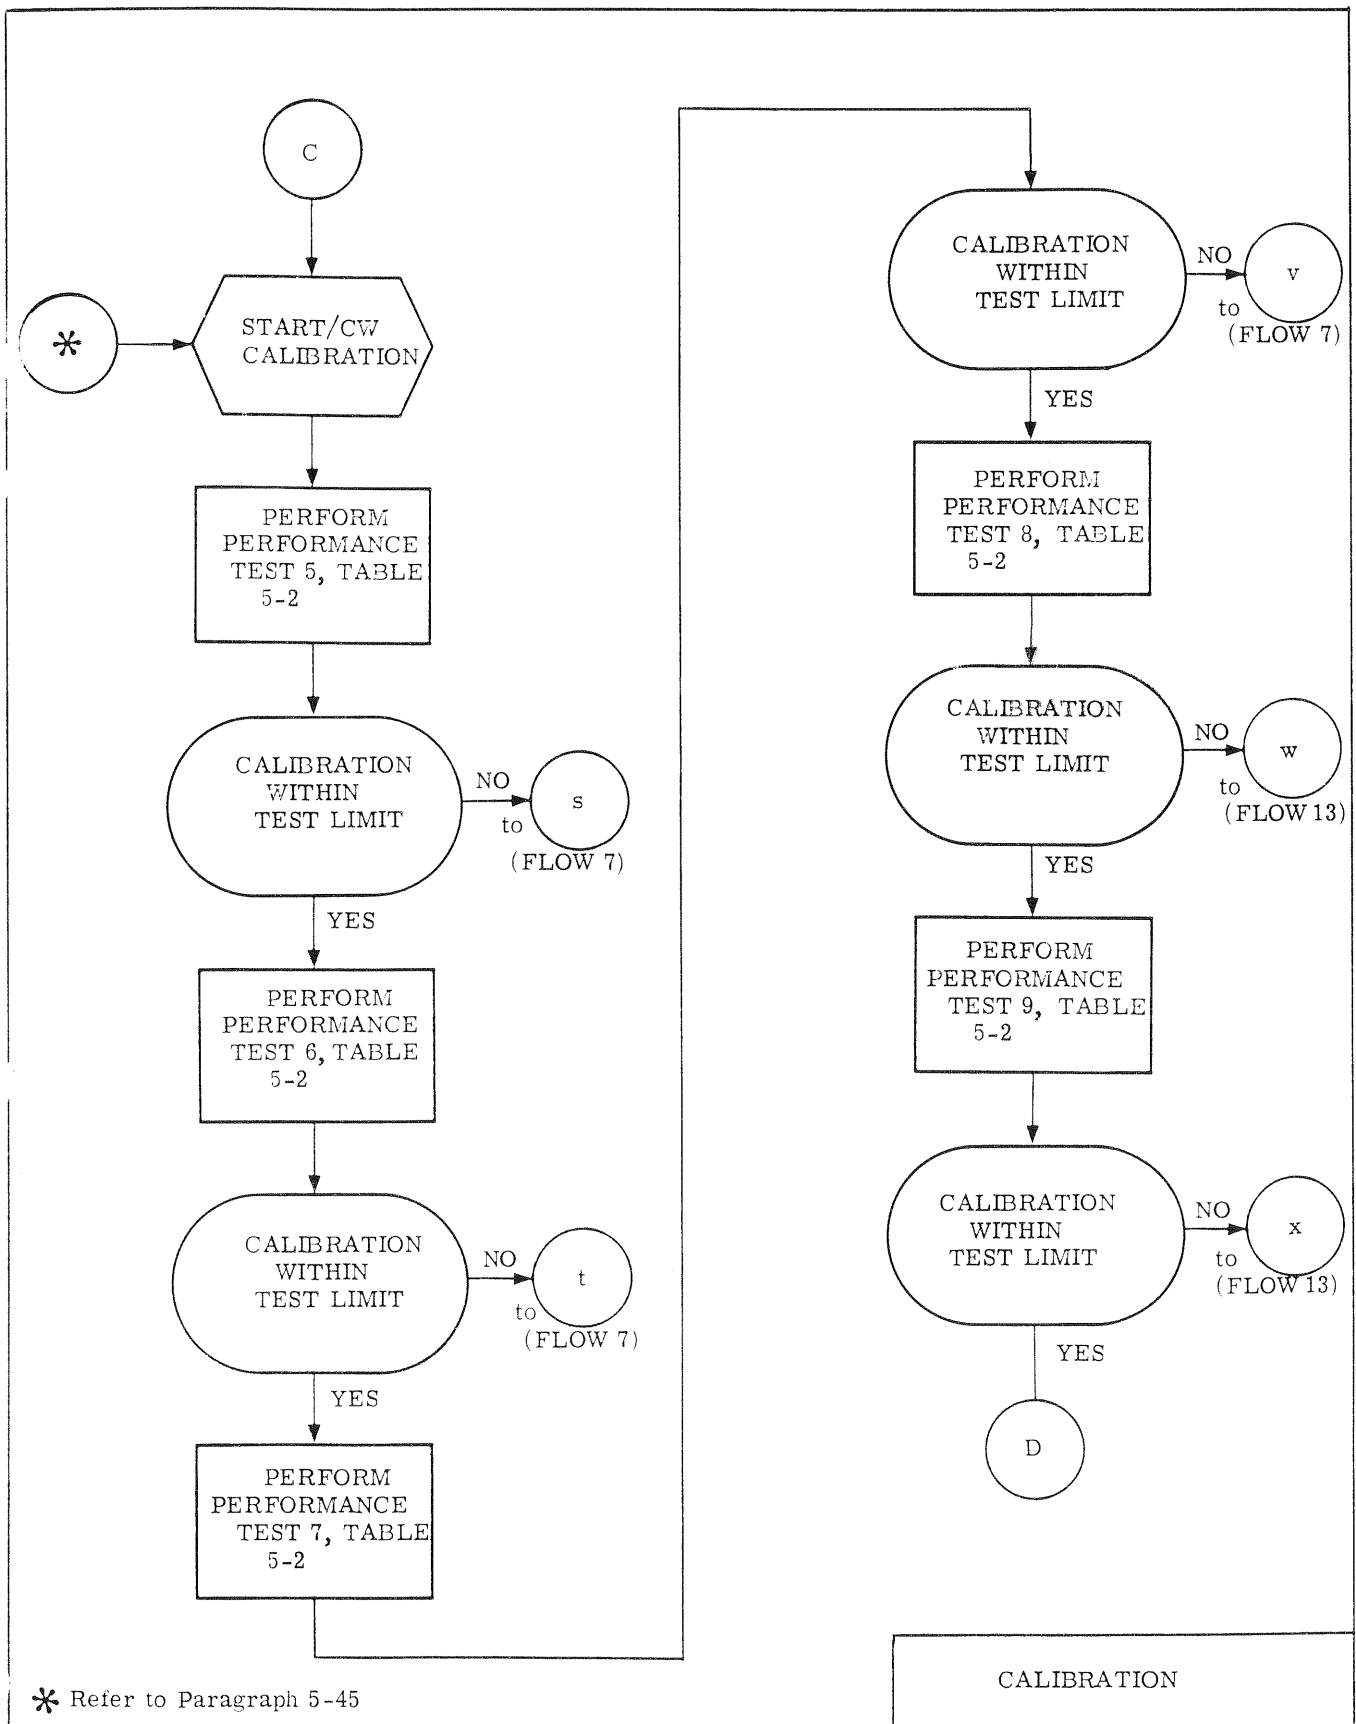 C
*
START/CW
CALIBRATION
PERFORM
PERFORMANCE
TEST 5, TABLE
5-2
CALIBRATION
WITHIN
TEST LIMIT
NO
s
to
(FLOW 7)
YES
PERFORM
PERFORMANCE
TEST 6, TABLE
5-2
CALIBRATION
WITHIN
TEST LIMIT
NO
t
to
(FLOW 7)
YES
PERFORM
PERFORMANCE
TEST 7, TABLE
5-2
CALIBRATION
WITHIN
TEST LIMIT
NO
v
to
(FLOW 7)
YES
PERFORM
PERFORMANCE
TEST 8, TABLE
5-2
CALIBRATION
WITHIN
TEST LIMIT
NO
w
to
(FLOW 13)
YES
PERFORM
PERFORMANCE
TEST 9, TABLE
5-2
CALIBRATION
WITHIN
TEST LIMIT
NO
x
to
(FLOW 13)
YES
D
* Refer to Paragraph 5-45
CALIBRATION